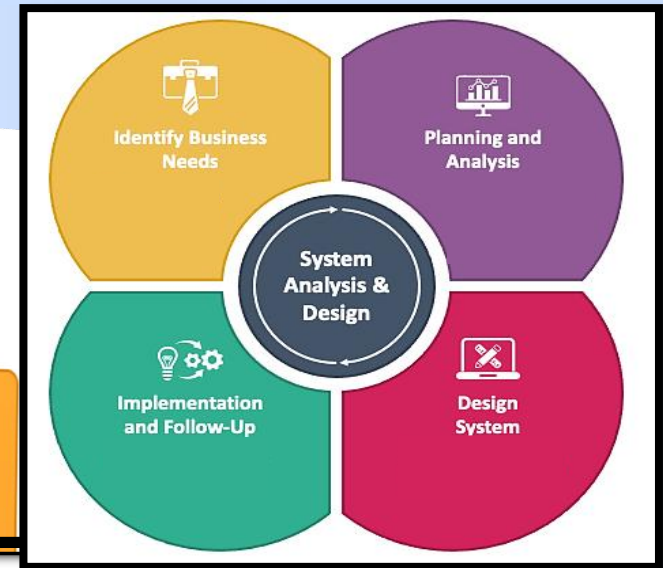 Identify Business
Needs
Planning and
Analysis
System
Analysis &
Design
Implementation
and Follow-Up
Design
System